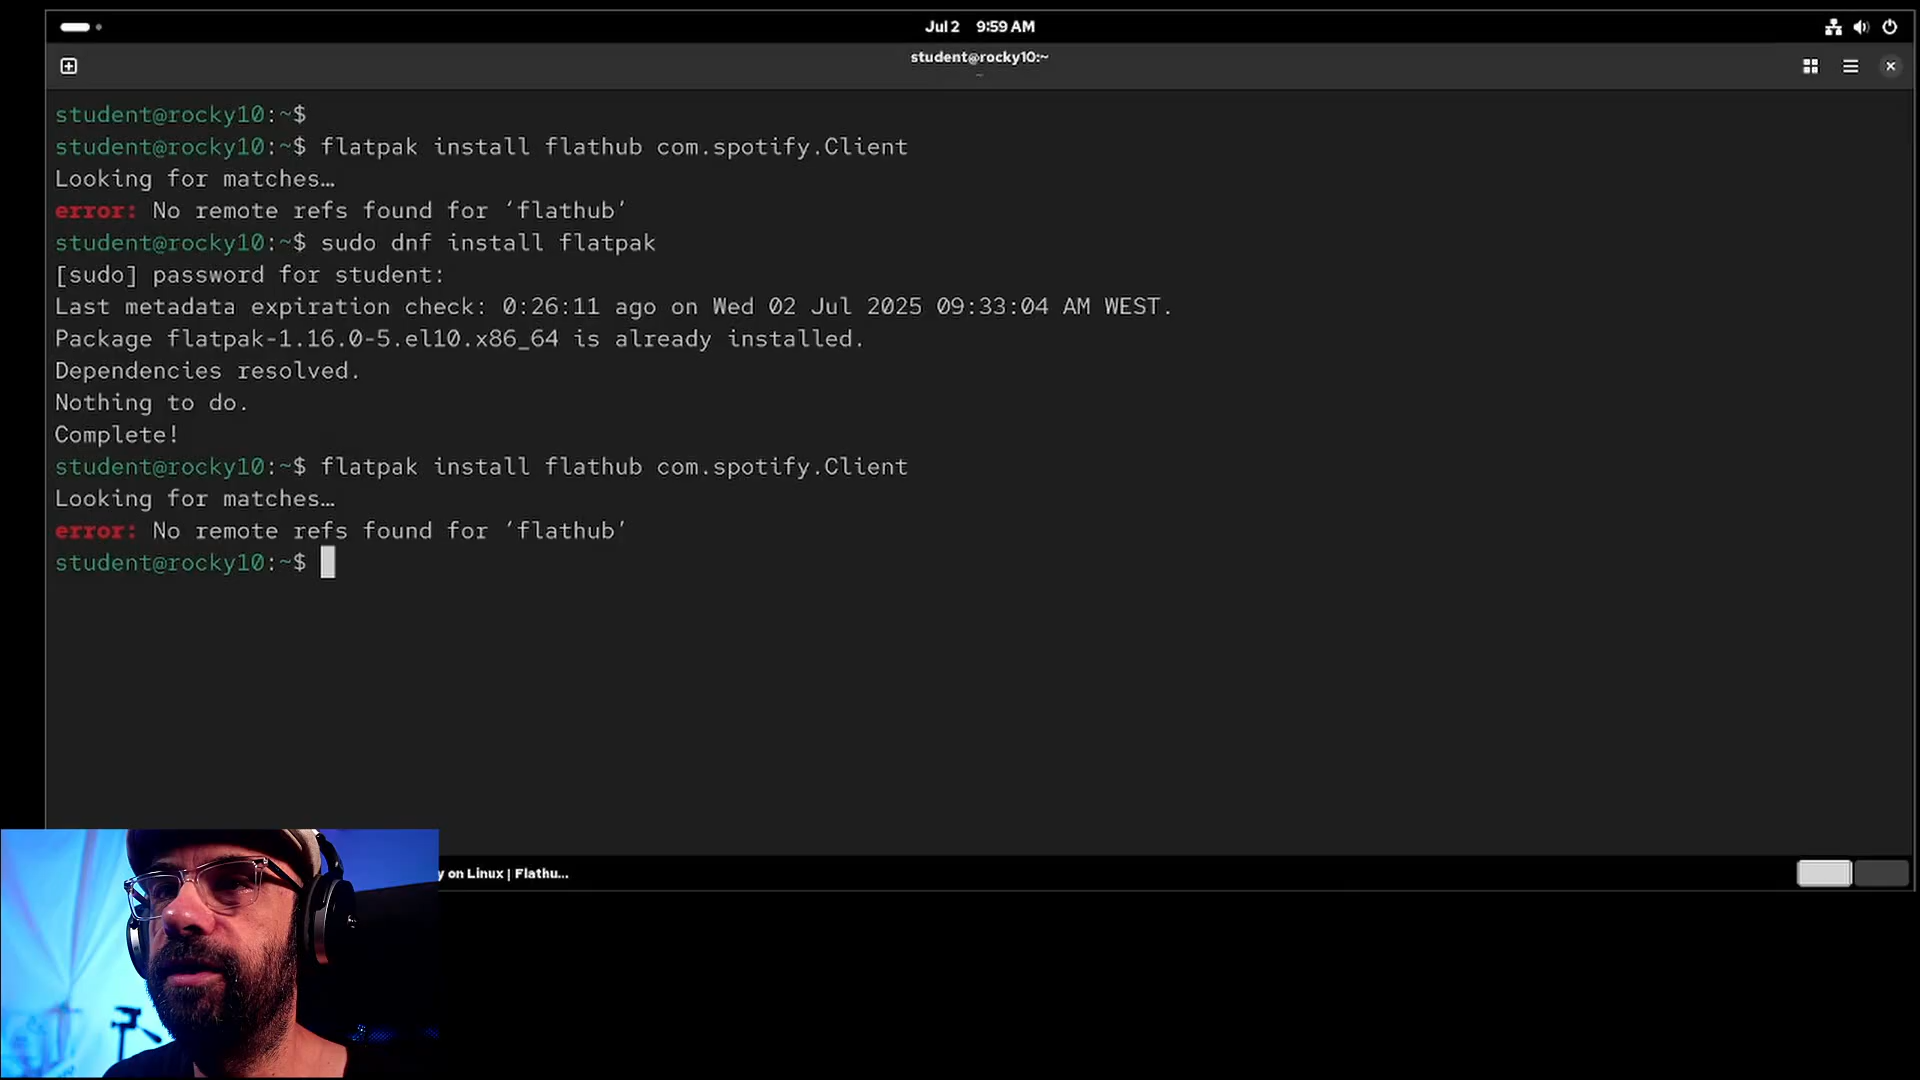 Jul 2 9:59 AM
student@rocky10:~
student@rocky10:~$
student@rocky10:~$ flatpak install flathub com.spotify.Client
Looking for matches…
error: No remote refs found for ‘flathub’
student@rocky10:~$ sudo dnf install flatpak
[sudo] password for student:
Last metadata expiration check: 0:26:11 ago on Wed 02 Jul 2025 09:33:04 AM WEST.
Package flatpak-1.16.0-5.el10.x86_64 is already installed.
Dependencies resolved.
Nothing to do.
Complete!
student@rocky10:~$ flatpak install flathub com.spotify.Client
Looking for matches…
error: No remote refs found for ‘flathub’
student@rocky10:~$
y on Linux | Flathu...